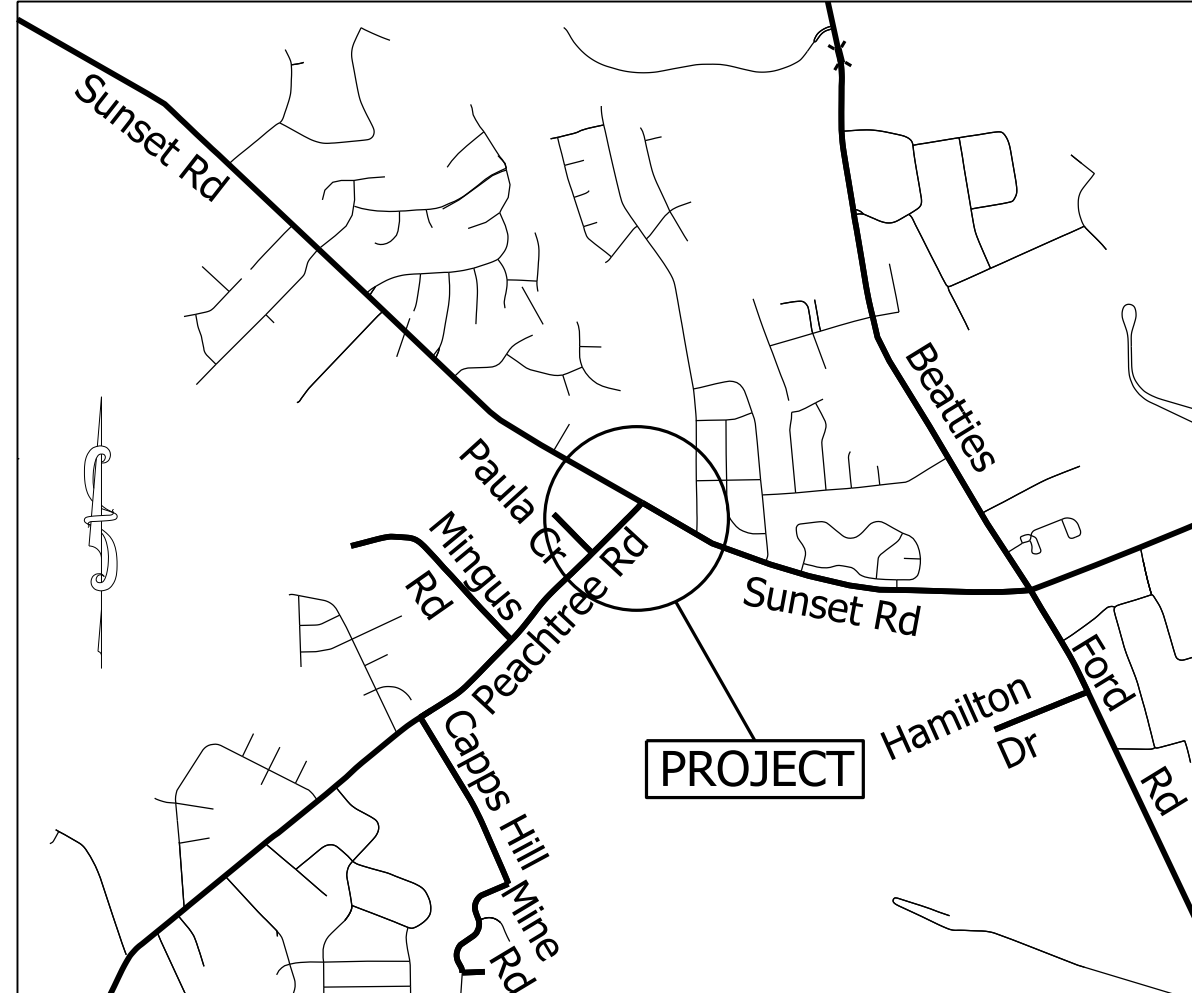 Sunset Rd
Beatties
Paula
Cr
Mingus
Rd
Peachtree Rd
Sunset Rd
Ford
Rd
Hamilton
Dr
Capps Hill
Mine
Rd
PROJECT